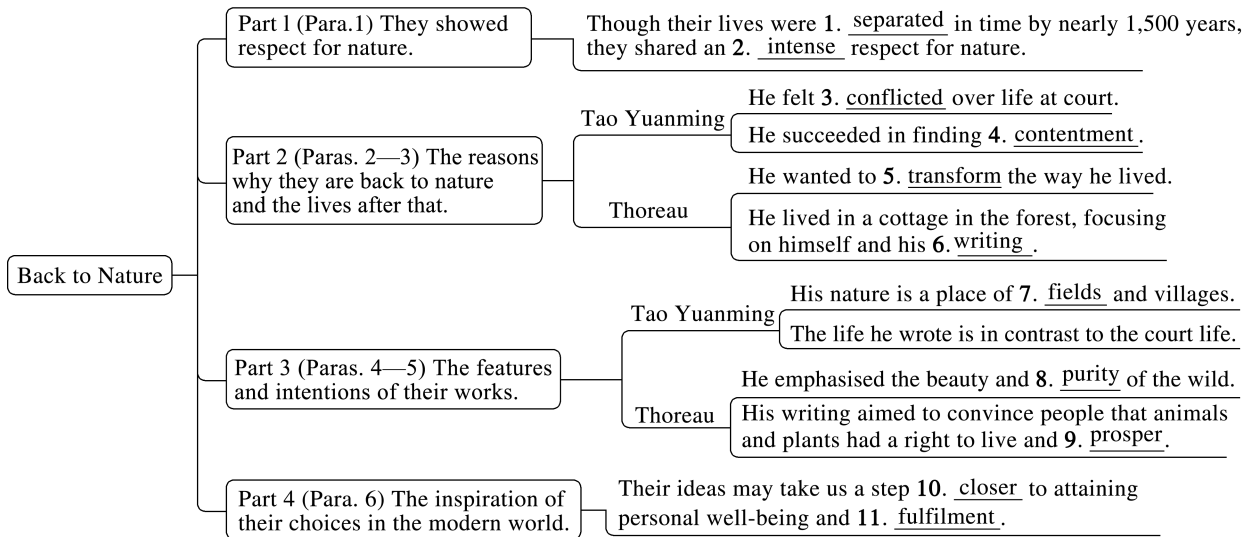 Back to Nature
Part 1 (Para.1) They showed
respect for nature.
Though their lives were 1. separated in time by nearly 1,500 years,
they shared an 2. intense respect for nature.
Part 2 (Paras. 2—3) The reasons
why they are back to nature
and the lives after that.
Tao Yuanming
He felt 3. conflicted over life at court.
He succeeded in finding 4. contentment.
Thoreau
He wanted to 5. transform the way he lived.
He lived in a cottage in the forest, focusing
on himself and his 6. writing.
Part 3 (Paras. 4—5) The features
and intentions of their works.
Tao Yuanming
His nature is a place of 7. fields and villages.
The life he wrote is in contrast to the court life.
Thoreau
He emphasised the beauty and 8. purity of the wild.
His writing aimed to convince people that animals
and plants had a right to live and 9. prosper.
Part 4 (Para. 6) The inspiration of
their choices in the modern world.
Their ideas may take us a step 10. closer to attaining
personal well-being and 11. fulfilment.